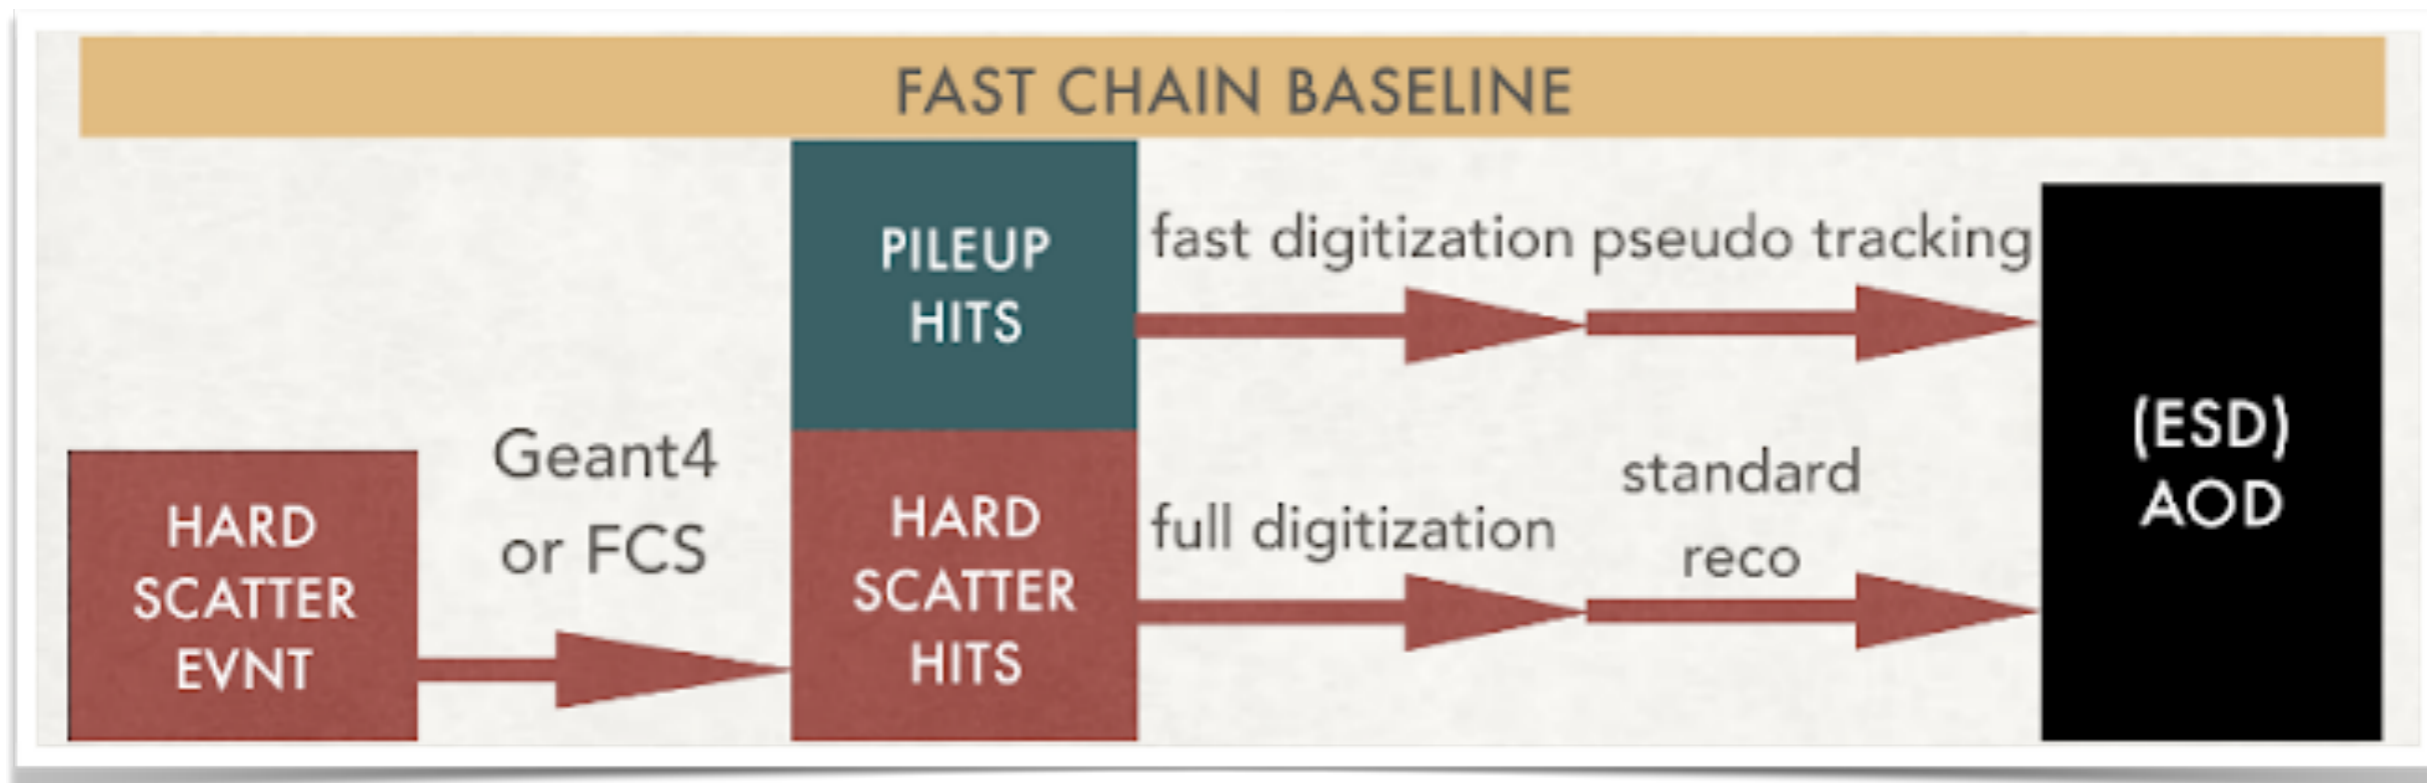 FAST CHAIN BASELINE
PILEUP
HITS
fast digitization pseudo tracking
HARD
SCATTER
EVNT
Geant4
or FCS
HARD
SCATTER
HITS
full digitization
standard
reco
(ESD)
AOD